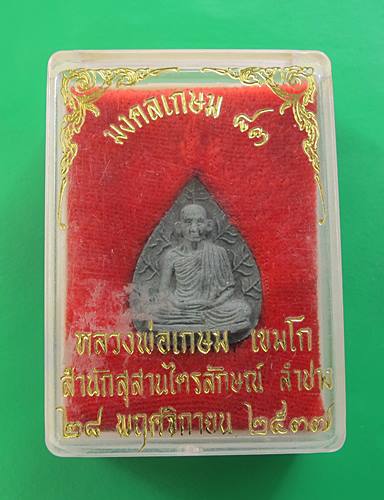 มงคลเกษม ๘๓
หลวงพ่อเกษม เขมโก
สำนักสุสานไตรลักษณ์ ลำปาง
๒๘ พฤศจิกายน ๒๕๓๗